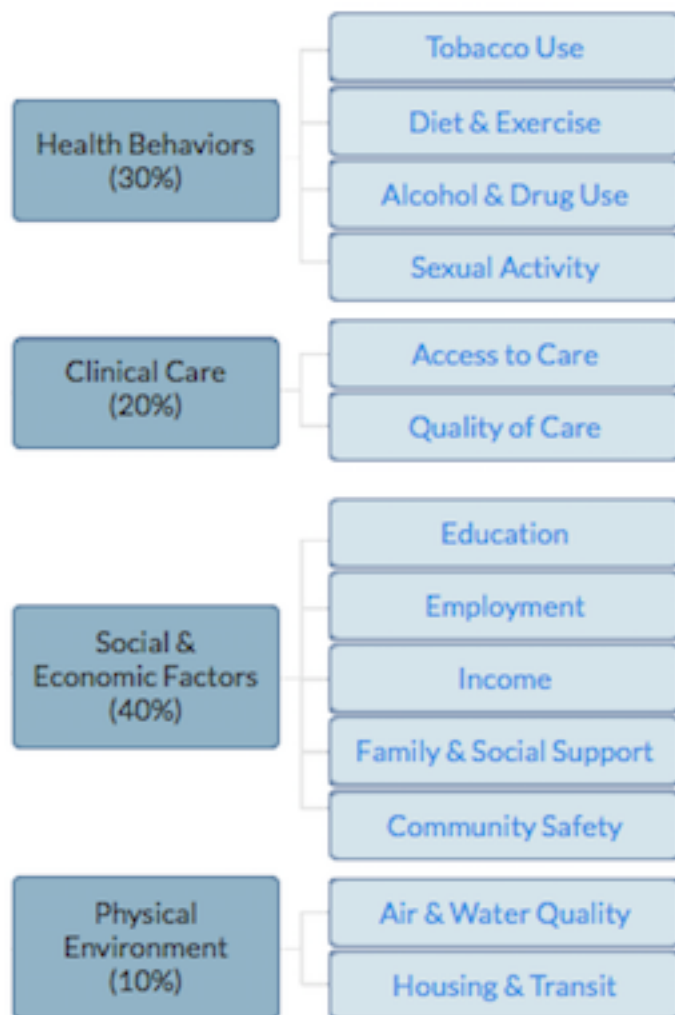 Health Behaviors
(30%)
Tobacco Use
Diet & Exercise
Alcohol & Drug Use
Sexual Activity
Clinical Care
(20%)
Access to Care
Quality of Care
Social &
Economic Factors
(40%)
Education
Employment
Income
Family & Social Support
Community Safety
Physical
Environment
(10%)
Air & Water Quality
Housing & Transit